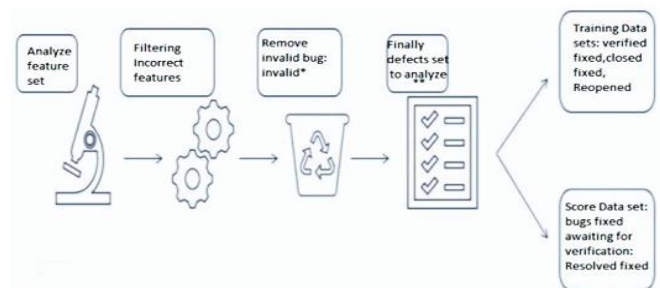 Analyze
feature
set
Filtering
Incorrect
features
Remove
invalid bug:
invalid*
Finally
defects set
to analyze
**
Training Data
sets: verified
fixed,closed
fixed,
Reopened
Score Data set:
bugs fixed
awaiting for
verification:
Resolved fixed